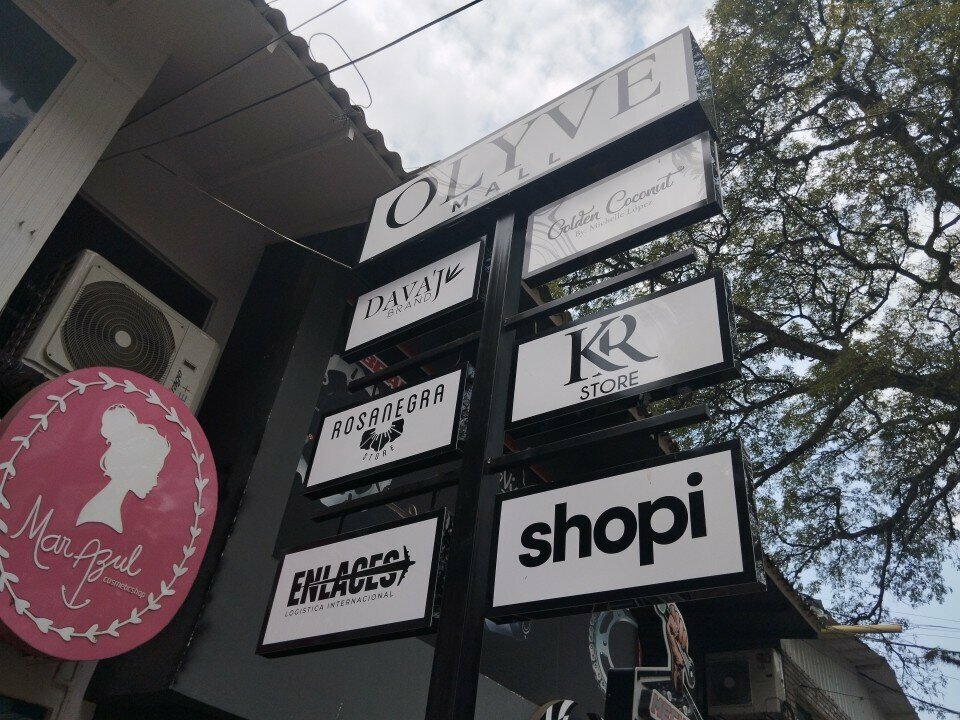 OLYVE
MALL
Golden Coconut
By: Michelle López
DAVA'J
BRAND
KR
STORE
ROSANEGRA
STORE
shopi
ENLACES
LOGISTICA INTERNACIONAL
Mar Azul
cosmeticshop